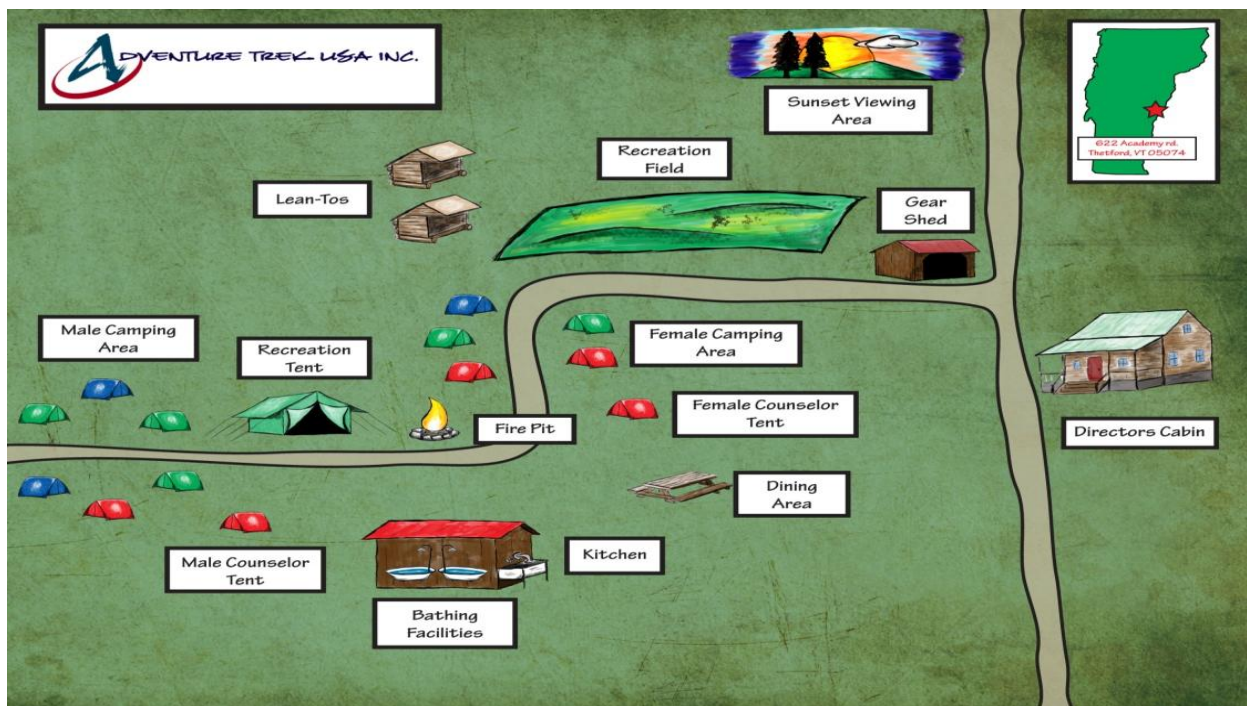 ADVENTURE TREK USA INC.
Sunset Viewing
Area
622 Academy rd.
Thetford, VT 05074
Recreation
Field
Lean-Tos
Gear
Shed
Male Camping
Area
Recreation
Tent
Female Camping
Area
Fire Pit
Female Counselor
Tent
Directors Cabin
Dining
Area
Kitchen
Male Counselor
Tent
Bathing
Facilities